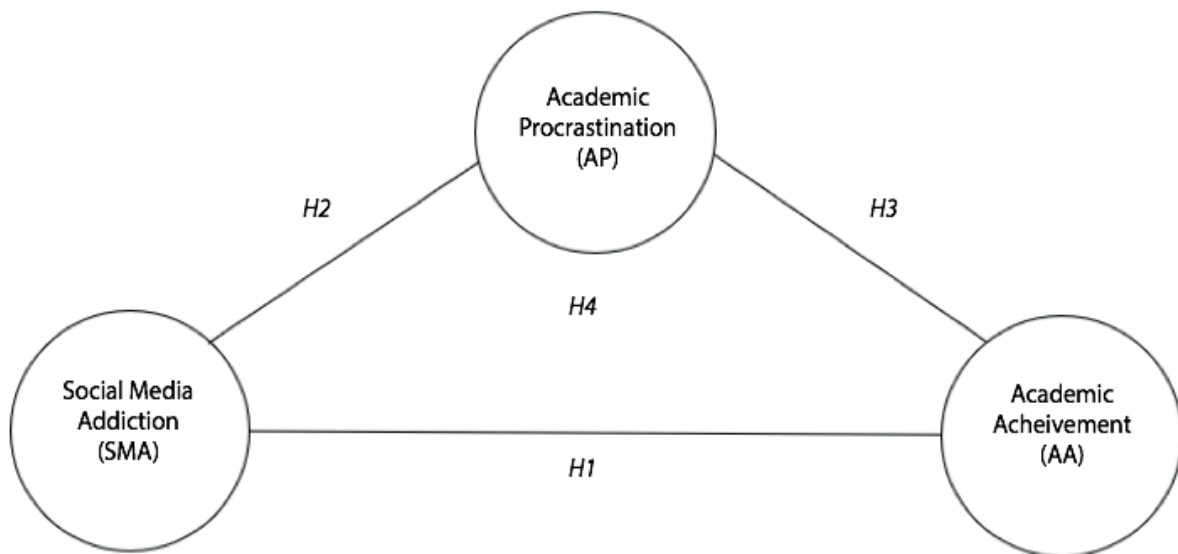 Academic
Procrastination
(AP)
H2
H3
H4
Social Media
Addiction
(SMA)
Academic
Acheivement
(AA)
H1